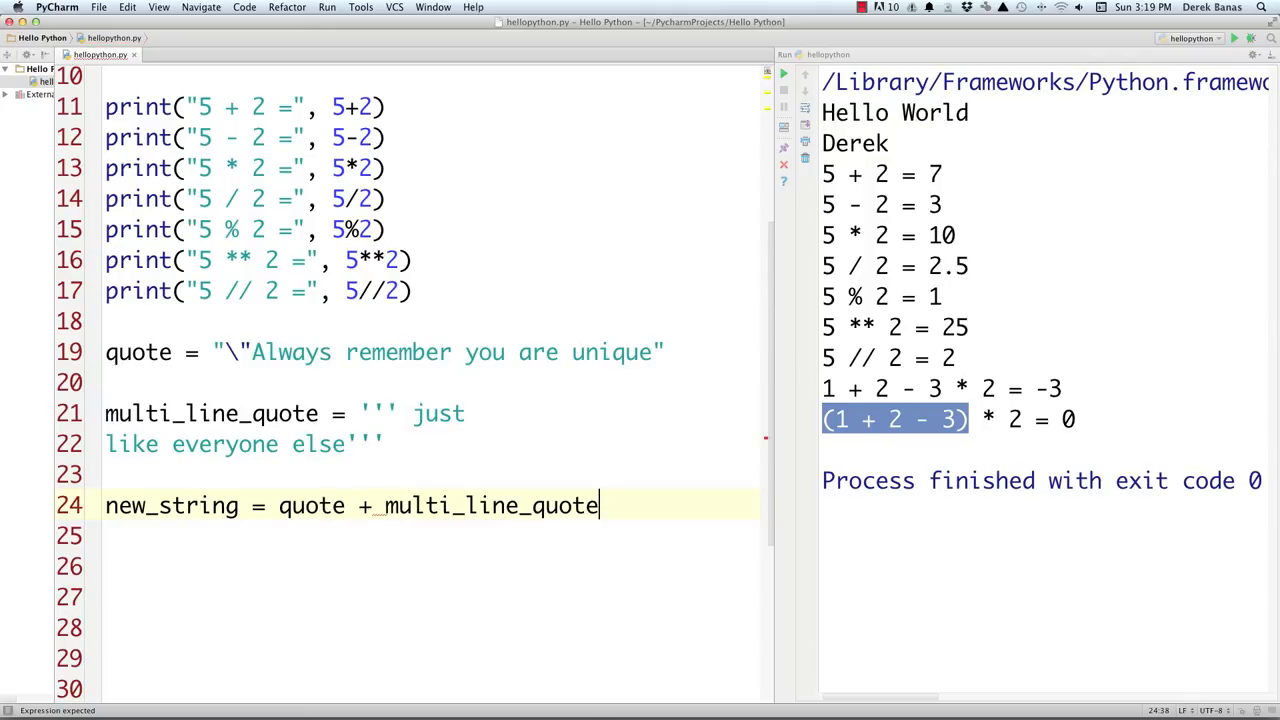 PyCharm File Edit View Navigate Code Refactor Run Tools VCS Window Help 10 Sun 3:19 PM Derek Banas
hellopython.py – Hello Python – [~/PycharmProjects/Hello Python]
Hello Python hellopython.py hellopython
hellopython.py Run hellopython
Hello P
hell
Externa
10
11 print("5 + 2 =", 5+2)
12 print("5 - 2 =", 5-2)
13 print("5 * 2 =", 5*2)
14 print("5 / 2 =", 5/2)
15 print("5 % 2 =", 5%2)
16 print("5 ** 2 =", 5**2)
17 print("5 // 2 =", 5//2)
18
19 quote = "\"Always remember you are unique"
20
21 multi_line_quote = ''' just
22 like everyone else'''
23
24 new_string = quote + multi_line_quote
25
26
27
28
29
30
/Library/Frameworks/Python.framewo
Hello World
Derek
5 + 2 = 7
5 - 2 = 3
5 * 2 = 10
5 / 2 = 2.5
5 % 2 = 1
5 ** 2 = 25
5 // 2 = 2
1 + 2 - 3 * 2 = -3
(1 + 2 - 3) * 2 = 0
Process finished with exit code 0
Expression expected 24:38 LF UTF-8